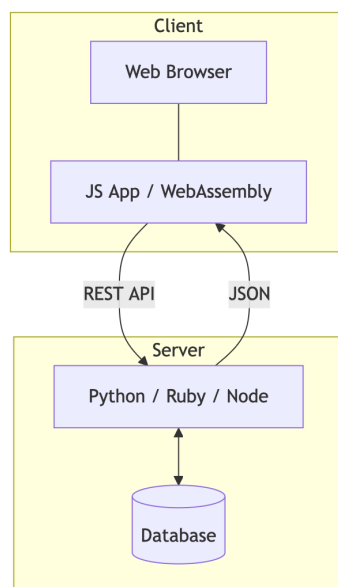 Client
Web Browser
JS App / WebAssembly
REST API
JSON
Server
Python / Ruby / Node
Database